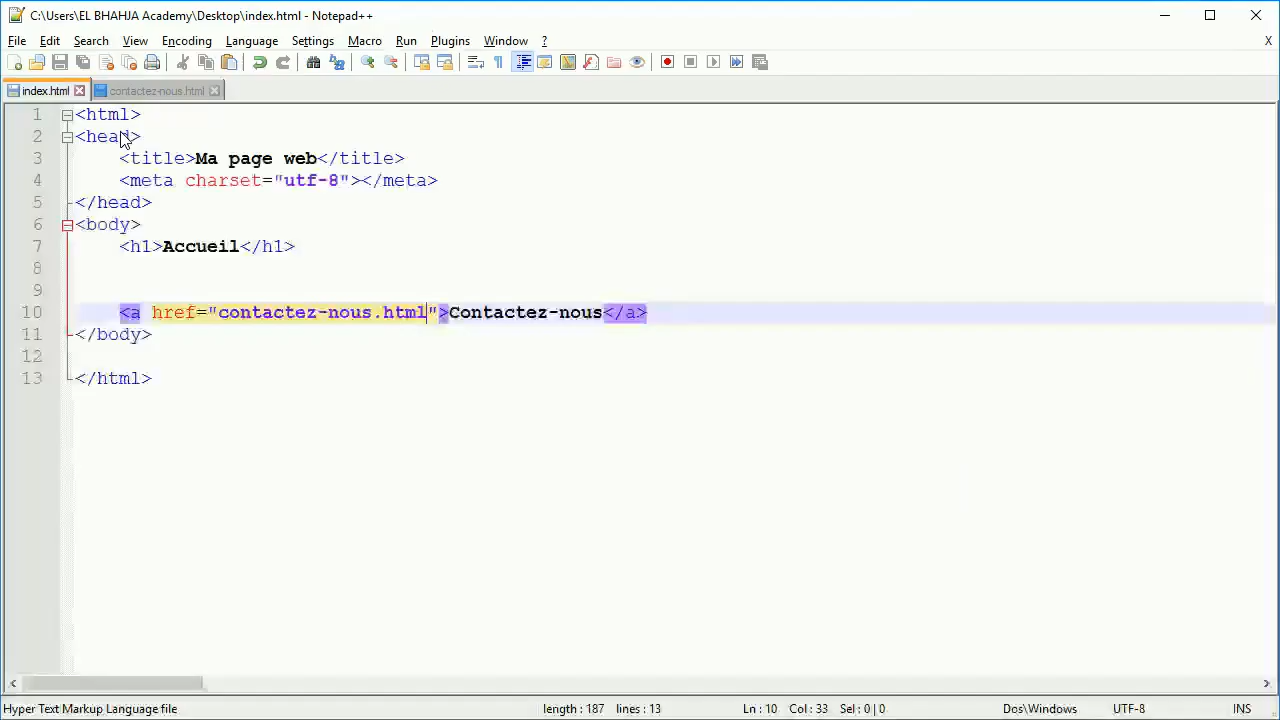 C:\Users\EL BHAHJA Academy\Desktop\index.html - Notepad++
File Edit Search View Encoding Language Settings Macro Run Plugins Window ? X
index.html contactez-nous.html
1 <html>
2 <head>
3 <title>Ma page web</title>
4 <meta charset="utf-8"></meta>
5 </head>
6 <body>
7 <h1>Accueil</h1>
8
9
10 <a href="contactez-nous.html">Contactez-nous</a>
11 </body>
12
13 </html>
Hyper Text Markup Language file length : 187 lines : 13 Ln : 10 Col : 33 Sel : 0 | 0 Dos\Windows UTF-8 INS